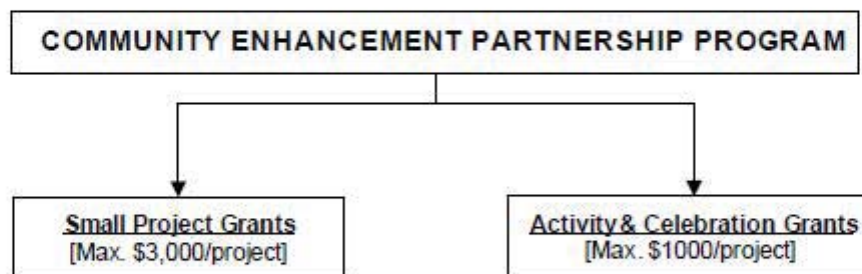 COMMUNITY ENHANCEMENT PARTNERSHIP PROGRAM
Small Project Grants
[Max. $3,000/project]
Activity & Celebration Grants
[Max. $1000/project]